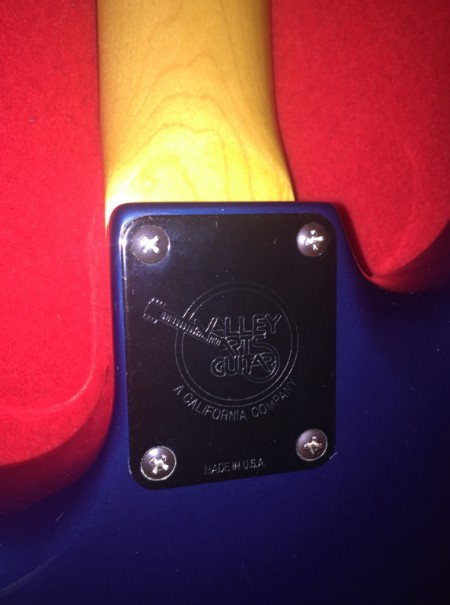 VALLEY
ARTS
GUITAR
A CALIFORNIA COMPANY
MADE IN U.S.A